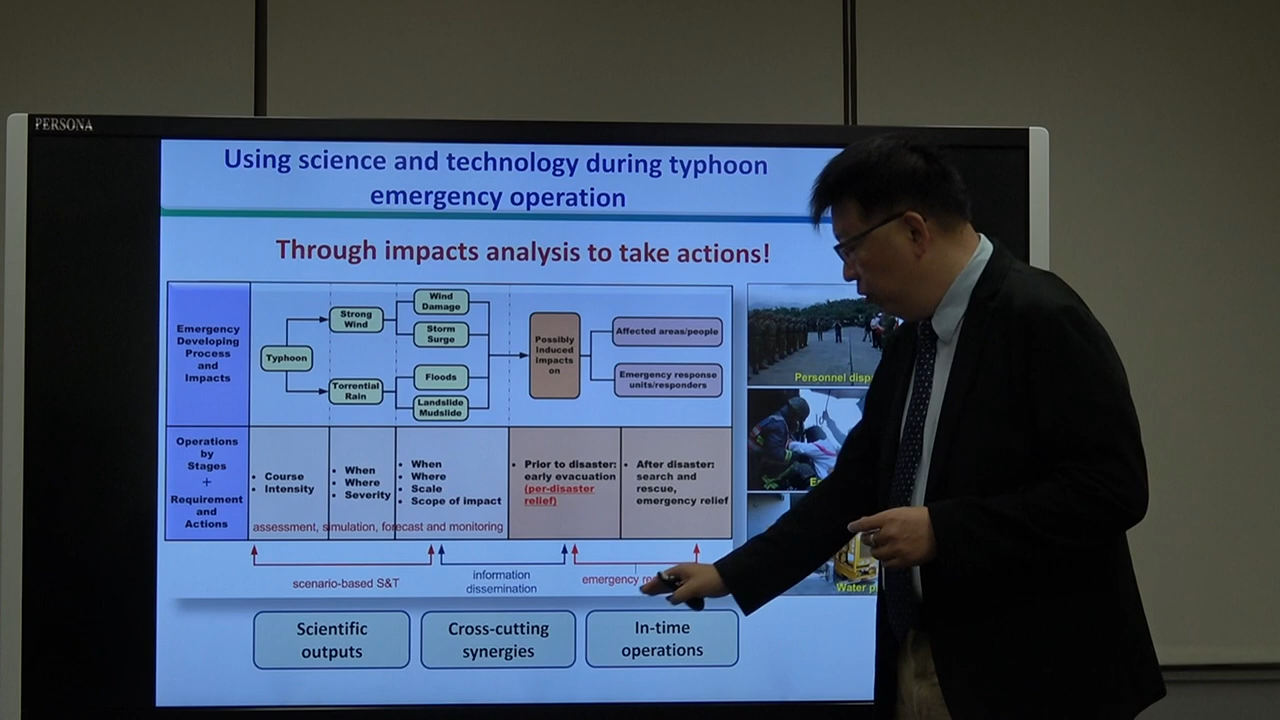 PERSONA
Using science and technology during typhoon
emergency operation
Through impacts analysis to take actions!
Emergency
Developing
Process
and
Impacts
Typhoon
Strong
Wind
Torrential
Rain
Wind
Damage
Storm
Surge
Floods
Landslide
Mudslide
Possibly
induced
impacts
on
Affected areas/people
Emergency response
units/responders
Operations
by
Stages
+
Requirement
and
Actions
• Course
• Intensity
• When
• Where
• Severity
• When
• Where
• Scale
• Scope of impact
• Prior to disaster:
early evacuation
(per-disaster
relief)
• After disaster:
search and
rescue,
emergency relief
assessment, simulation, forecast and monitoring
scenario-based S&T
information
dissemination
emergency
Personnel
Water
Scientific
outputs
Cross-cutting
synergies
In-time
operations